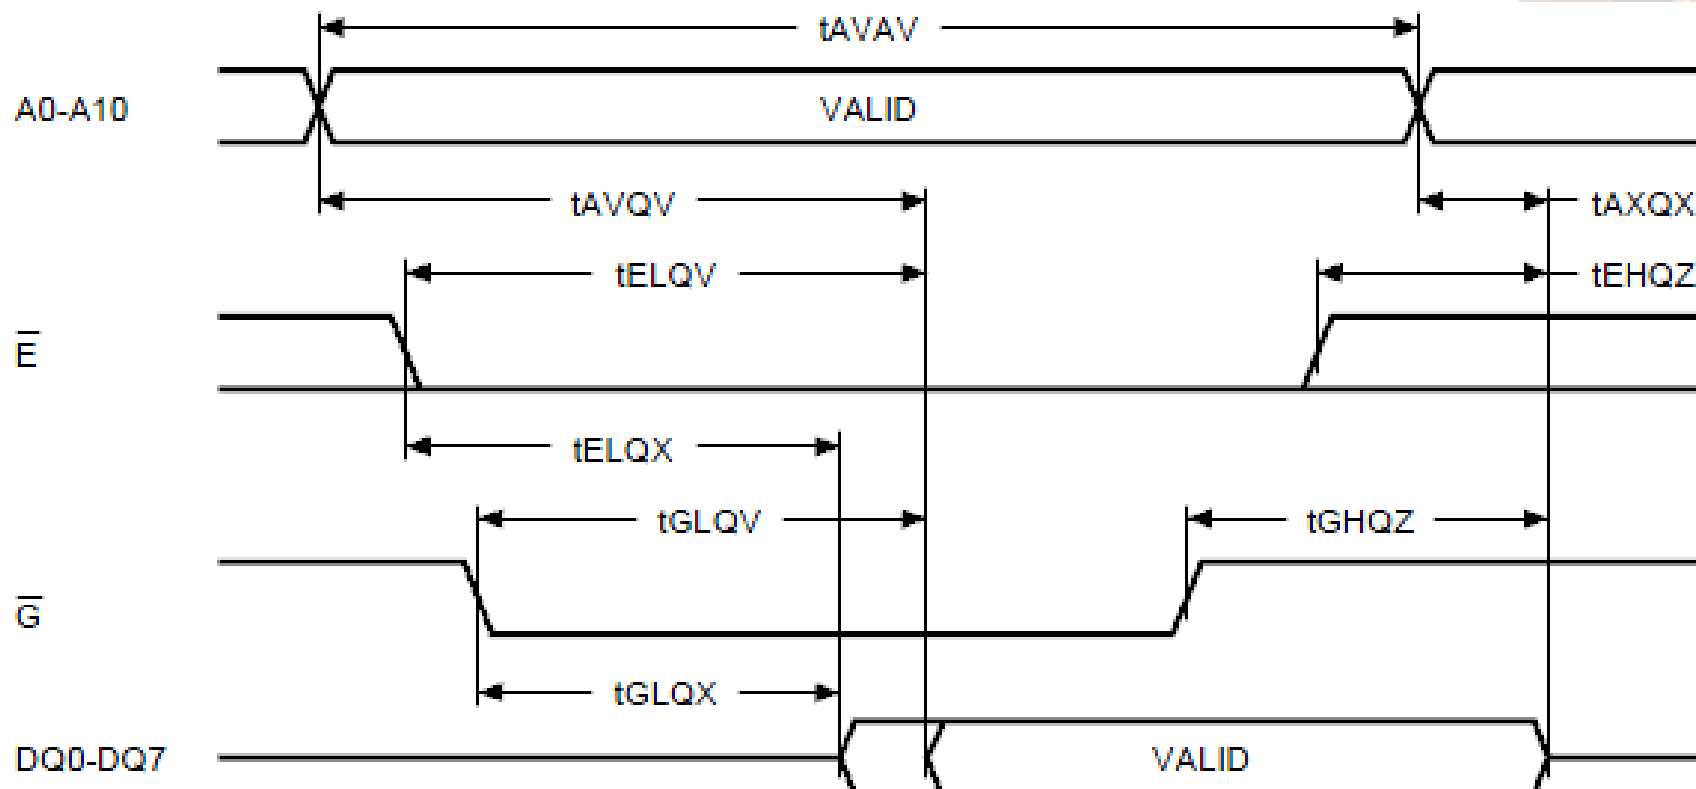 tAVAV
A0-A10
VALID
tAVQV
tAXQX
tELQV
tEHQZ
E̅
tELQX
tGLQV
tGHQZ
G̅
tGLQX
DQ0-DQ7
VALID